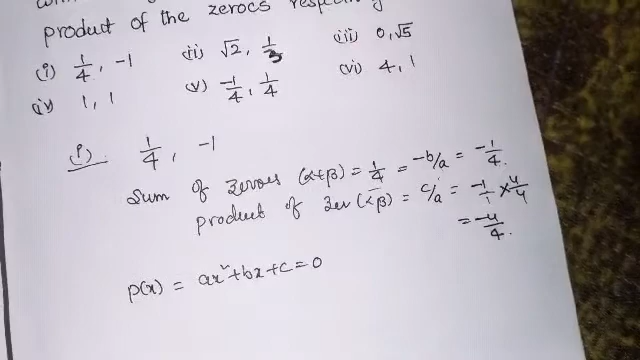 product of the zeroes respectively
(i) 1/4, -1 (ii) √2, 1/3 (iii) 0, √5
(iv) 1, 1 (v) -1/4, 1/4 (vi) 4, 1
(i). 1/4, -1
Sum of zeroes (α+β) = 1/4 = -b/a = -1/4.
product of zer (αβ) = c/a = -1/1 × 4/4
= -4/4.
p(x) = ax²+bx+c=0